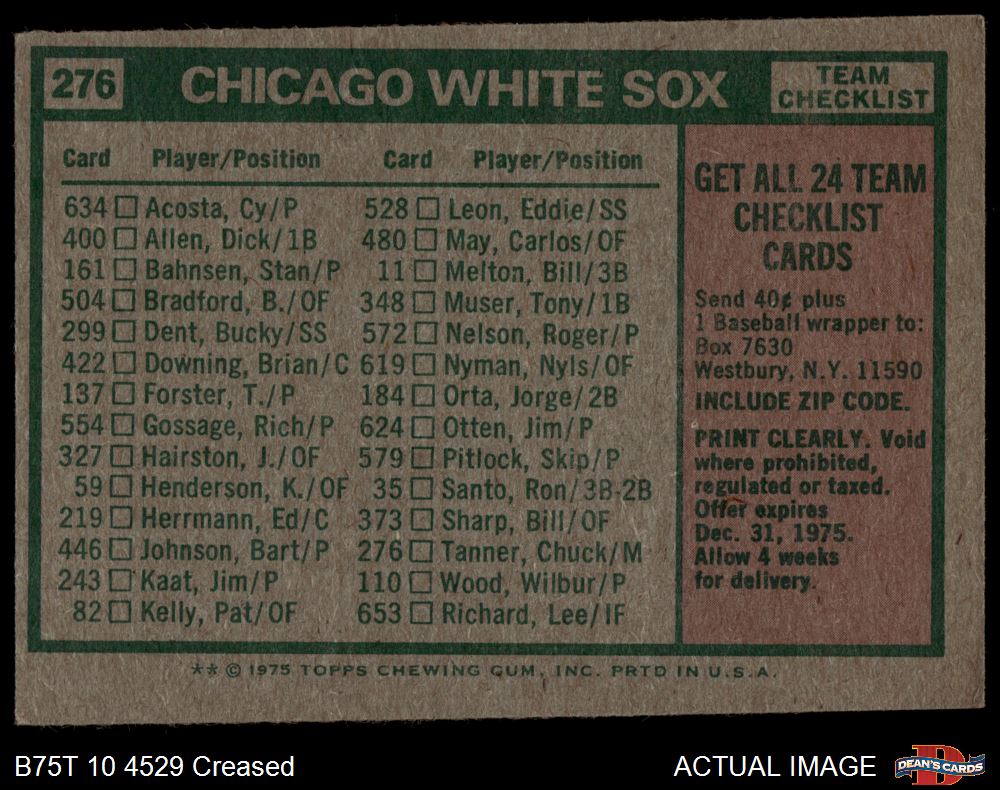 276 CHICAGO WHITE SOX TEAM CHECKLIST
Card Player/Position Card Player/Position
634 Acosta, Cy/P 528 Leon, Eddie/SS
400 Allen, Dick/1B 480 May, Carlos/OF
161 Bahnsen, Stan/P 11 Melton, Bill/3B
504 Bradford, B./OF 348 Muser, Tony/1B
299 Dent, Bucky/SS 572 Nelson, Roger/P
422 Downing, Brian/C 619 Nyman, Nyls/OF
137 Forster, T./P 184 Orta, Jorge/2B
554 Gossage, Rich/P 624 Otten, Jim/P
327 Hairston, J./OF 579 Pitlock, Skip/P
59 Henderson, K./OF 35 Santo, Ron/3B-2B
219 Herrmann, Ed/C 373 Sharp, Bill/OF
446 Johnson, Bart/P 276 Tanner, Chuck/M
243 Kaat, Jim/P 110 Wood, Wilbur/P
82 Kelly, Pat/OF 653 Richard, Lee/IF
GET ALL 24 TEAM
CHECKLIST
CARDS
Send 40¢ plus
1 Baseball wrapper to:
Box 7630
Westbury, N.Y. 11590
INCLUDE ZIP CODE.
PRINT CLEARLY. Void
where prohibited,
regulated or taxed.
Offer expires
Dec. 31, 1975.
Allow 4 weeks
for delivery.
** © 1975 TOPPS CHEWING GUM, INC. PRTD IN U.S.A.
B75T 10 4529 Creased ACTUAL IMAGE DEAN'S CARDS